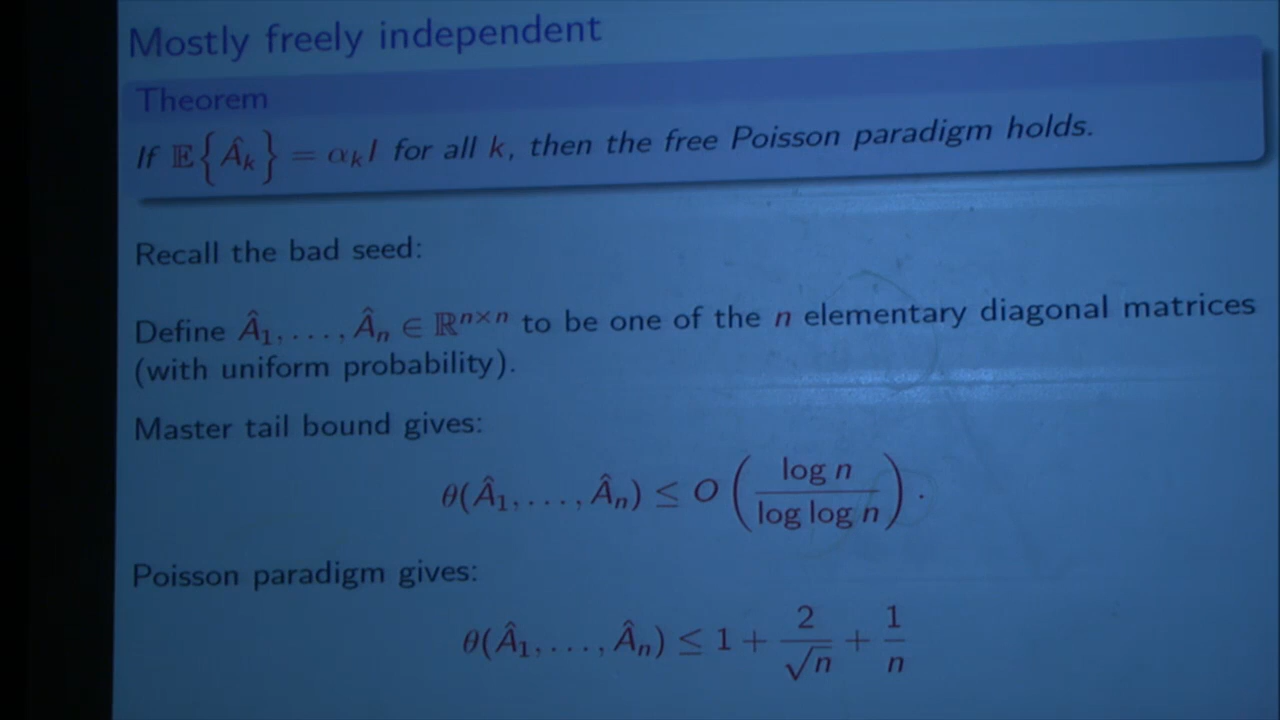 Mostly freely independent
Theorem
If 𝔼{Â_k} = α_k I for all k, then the free Poisson paradigm holds.
Recall the bad seed:
Define Â_1, . . . , Â_n ∈ ℝ^{n×n} to be one of the n elementary diagonal matrices
(with uniform probability).
Master tail bound gives:
θ(Â_1, . . . , Â_n) ≤ O ( log n / log log n ) .
Poisson paradigm gives:
θ(Â_1, . . . , Â_n) ≤ 1 + 2/√n + 1/n